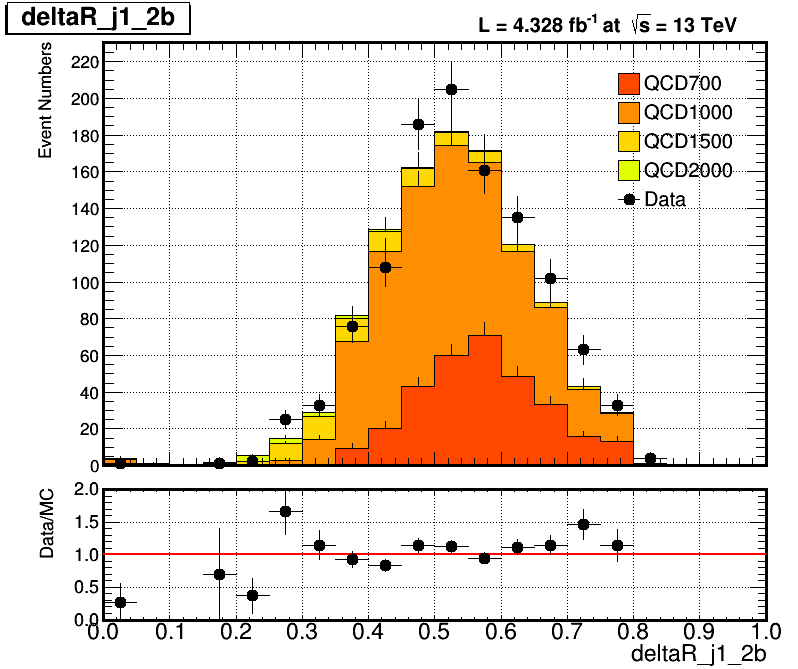 deltaR_j1_2b
L = 4.328 fb⁻¹ at √s = 13 TeV
Event Numbers
220
200
180
160
140
120
100
80
60
40
20
0
QCD700
QCD1000
QCD1500
QCD2000
Data
Data/MC
2.0
1.5
1.0
0.5
0.0
0.0 0.1 0.2 0.3 0.4 0.5 0.6 0.7 0.8 0.9 1.0
deltaR_j1_2b